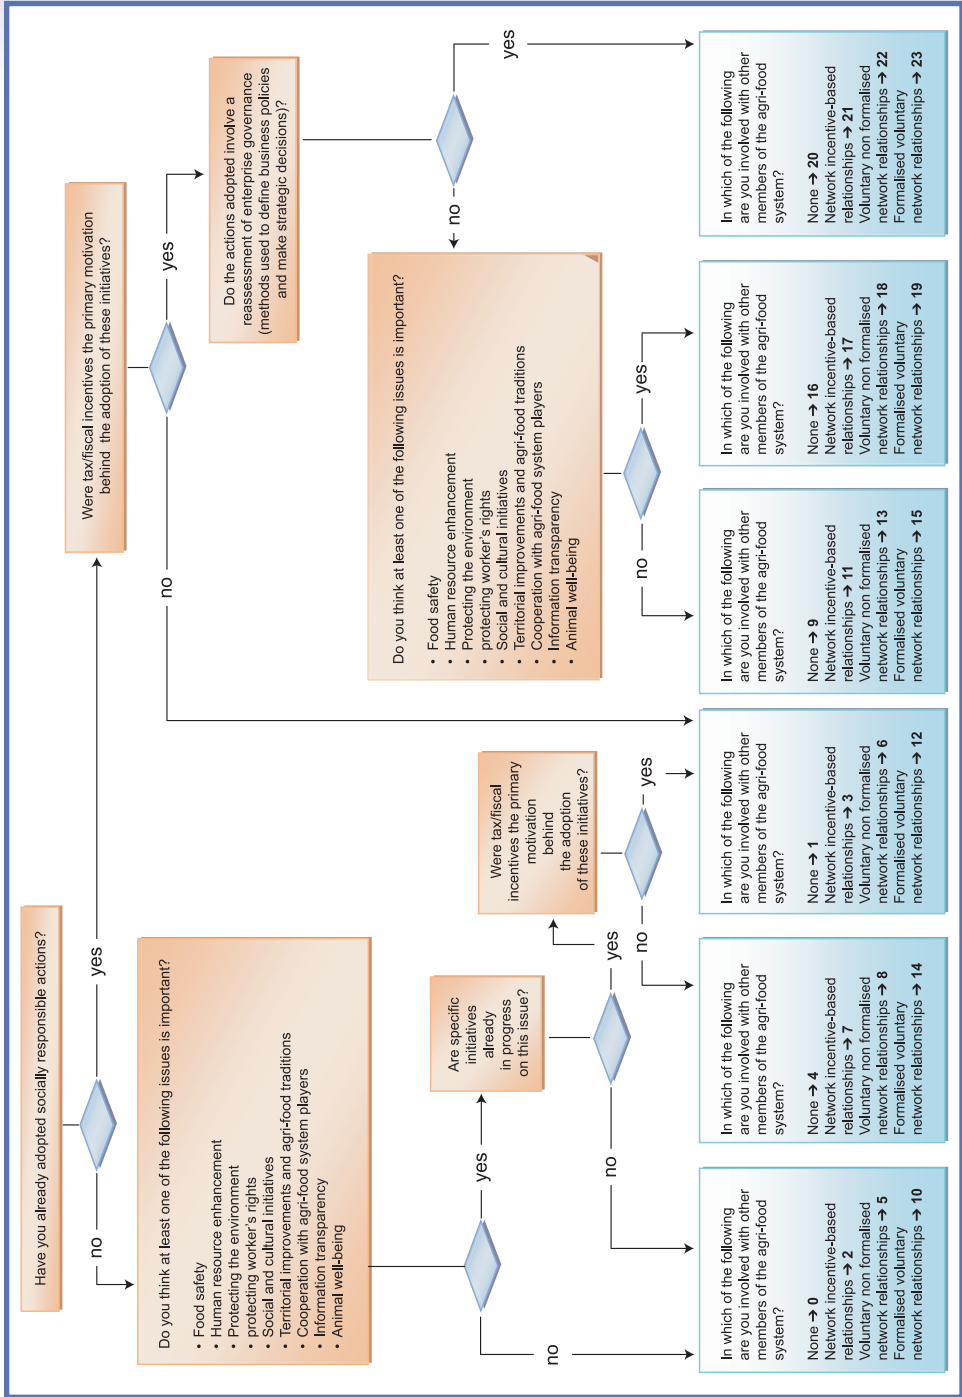 Have you already adopted socially responsible actions?
no
yes
Were tax/fiscal incentives the primary motivation
behind the adoption of these initiatives?
no
yes
Do the actions adopted involve a
reassessment of enterprise governance
(methods used to define business policies
and make strategic decisions)?
no
yes
Do you think at least one of the following issues is important?
• Food safety
• Human resource enhancement
• Protecting the environment
• protecting worker's rights
• Social and cultural initiatives
• Territorial improvements and agri-food traditions
• Cooperation with agri-food system players
• Information transparency
• Animal well-being
no
yes
Do you think at least one of the following issues is important?
• Food safety
• Human resource enhancement
• Protecting the environment
• protecting worker's rights
• Social and cultural initiatives
• Territorial improvements and agri-food traditions
• Cooperation with agri-food system players
• Information transparency
• Animal well-being
no
yes
Are specific
initiatives
already
in progress
on this issue?
no
yes
Were tax/fiscal
incentives the primary
motivation
behind
the adoption
of these initiatives?
no
yes
In which of the following
are you involved with other
members of the agri-food
system?
None → 0
Network incentive-based
relationships → 2
Voluntary non formalised
network relationships → 5
Formalised voluntary
network relationships → 10
In which of the following
are you involved with other
members of the agri-food
system?
None → 4
Network incentive-based
relationships → 7
Voluntary non formalised
network relationships → 8
Formalised voluntary
network relationships → 14
In which of the following
are you involved with other
members of the agri-food
system?
None → 1
Network incentive-based
relationships → 3
Voluntary non formalised
network relationships → 6
Formalised voluntary
network relationships → 12
In which of the following
are you involved with other
members of the agri-food
system?
None → 9
Network incentive-based
relationships → 11
Voluntary non formalised
network relationships → 13
Formalised voluntary
network relationships → 15
In which of the following
are you involved with other
members of the agri-food
system?
None → 16
Network incentive-based
relationships → 17
Voluntary non formalised
network relationships → 18
Formalised voluntary
network relationships → 19
In which of the following
are you involved with other
members of the agri-food
system?
None → 20
Network incentive-based
relationships → 21
Voluntary non formalised
network relationships → 22
Formalised voluntary
network relationships → 23